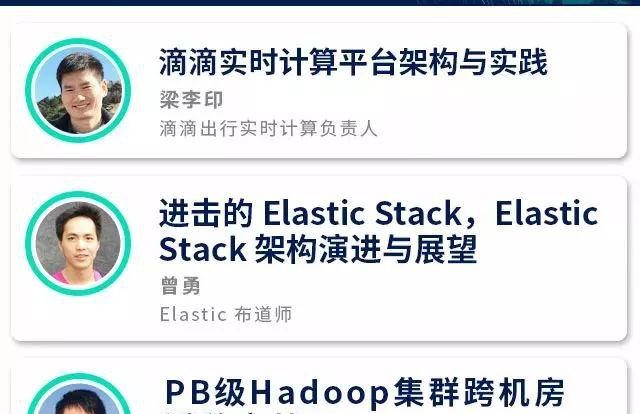 滴滴实时计算平台架构与实践
梁李印
滴滴出行实时计算负责人
进击的 Elastic Stack，Elastic
Stack 架构演进与展望
曾勇
Elastic 布道师
PB级Hadoop集群跨机房